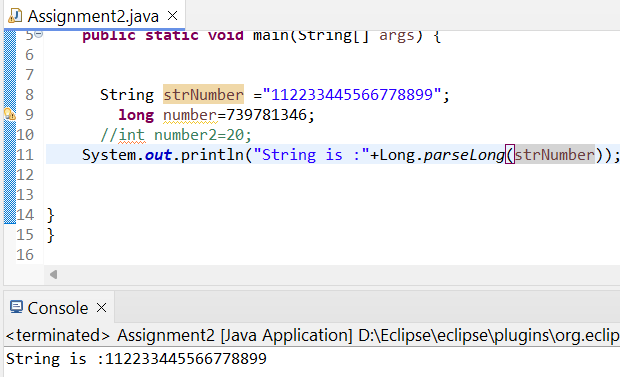 Assignment2.java
5 public static void main(String[] args) {
6
7
8 String strNumber ="112233445566778899";
9 long number=739781346;
10 //int number2=20;
11 System.out.println("String is :"+Long.parseLong(strNumber));
12
13
14 }
15 }
16
Console
<terminated> Assignment2 [Java Application] D:\Eclipse\eclipse\plugins\org.eclip
String is :112233445566778899